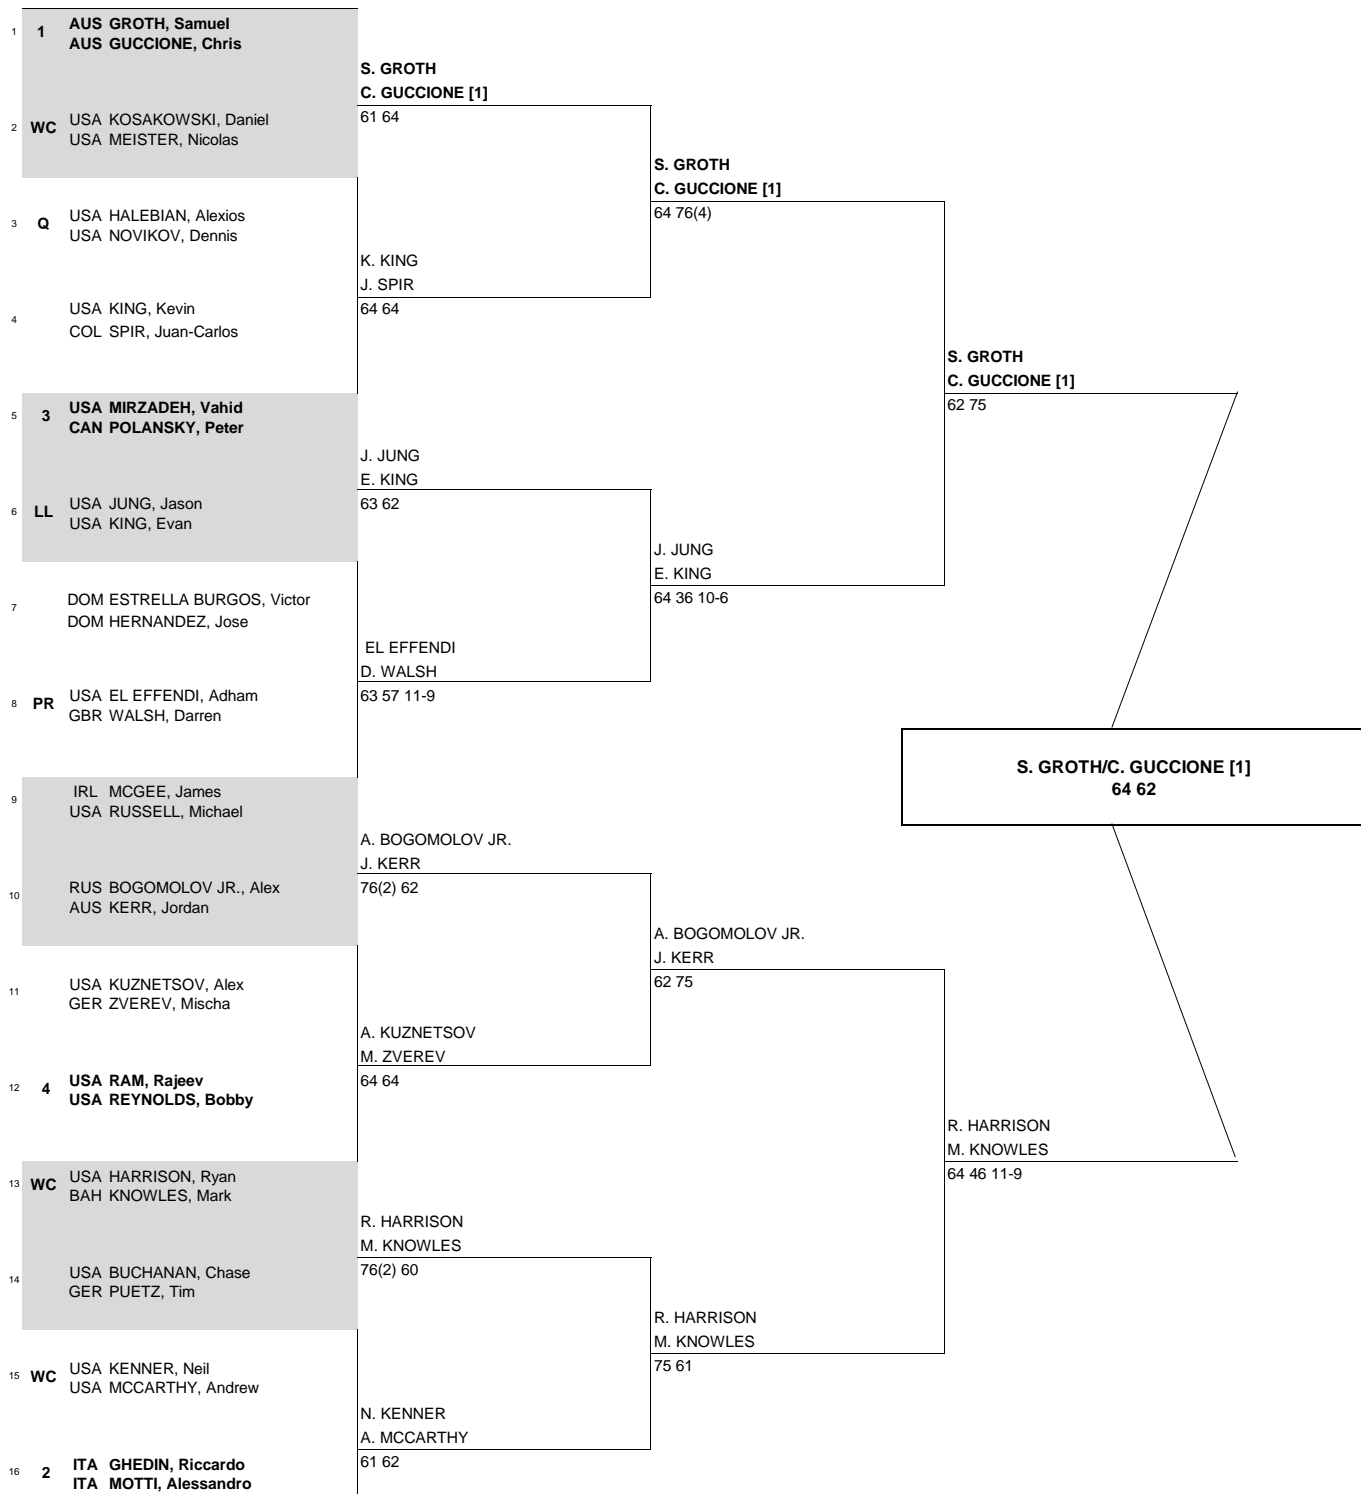 1 1 AUS GROTH, Samuel
AUS GUCCIONE, Chris
S. GROTH
C. GUCCIONE [1]
61 64
2 WC USA KOSAKOWSKI, Daniel
USA MEISTER, Nicolas
S. GROTH
C. GUCCIONE [1]
64 76(4)
3 Q USA HALEBIAN, Alexios
USA NOVIKOV, Dennis
K. KING
J. SPIR
64 64
4 USA KING, Kevin
COL SPIR, Juan-Carlos
S. GROTH
C. GUCCIONE [1]
62 75
5 3 USA MIRZADEH, Vahid
CAN POLANSKY, Peter
J. JUNG
E. KING
63 62
6 LL USA JUNG, Jason
USA KING, Evan
J. JUNG
E. KING
64 36 10-6
7 DOM ESTRELLA BURGOS, Victor
DOM HERNANDEZ, Jose
EL EFFENDI
D. WALSH
63 57 11-9
8 PR USA EL EFFENDI, Adham
GBR WALSH, Darren
S. GROTH/C. GUCCIONE [1]
64 62
9 IRL MCGEE, James
USA RUSSELL, Michael
A. BOGOMOLOV JR.
J. KERR
76(2) 62
10 RUS BOGOMOLOV JR., Alex
AUS KERR, Jordan
A. BOGOMOLOV JR.
J. KERR
62 75
11 USA KUZNETSOV, Alex
GER ZVEREV, Mischa
A. KUZNETSOV
M. ZVEREV
64 64
12 4 USA RAM, Rajeev
USA REYNOLDS, Bobby
R. HARRISON
M. KNOWLES
64 46 11-9
13 WC USA HARRISON, Ryan
BAH KNOWLES, Mark
R. HARRISON
M. KNOWLES
76(2) 60
14 USA BUCHANAN, Chase
GER PUETZ, Tim
R. HARRISON
M. KNOWLES
75 61
15 WC USA KENNER, Neil
USA MCCARTHY, Andrew
N. KENNER
A. MCCARTHY
61 62
16 2 ITA GHEDIN, Riccardo
ITA MOTTI, Alessandro